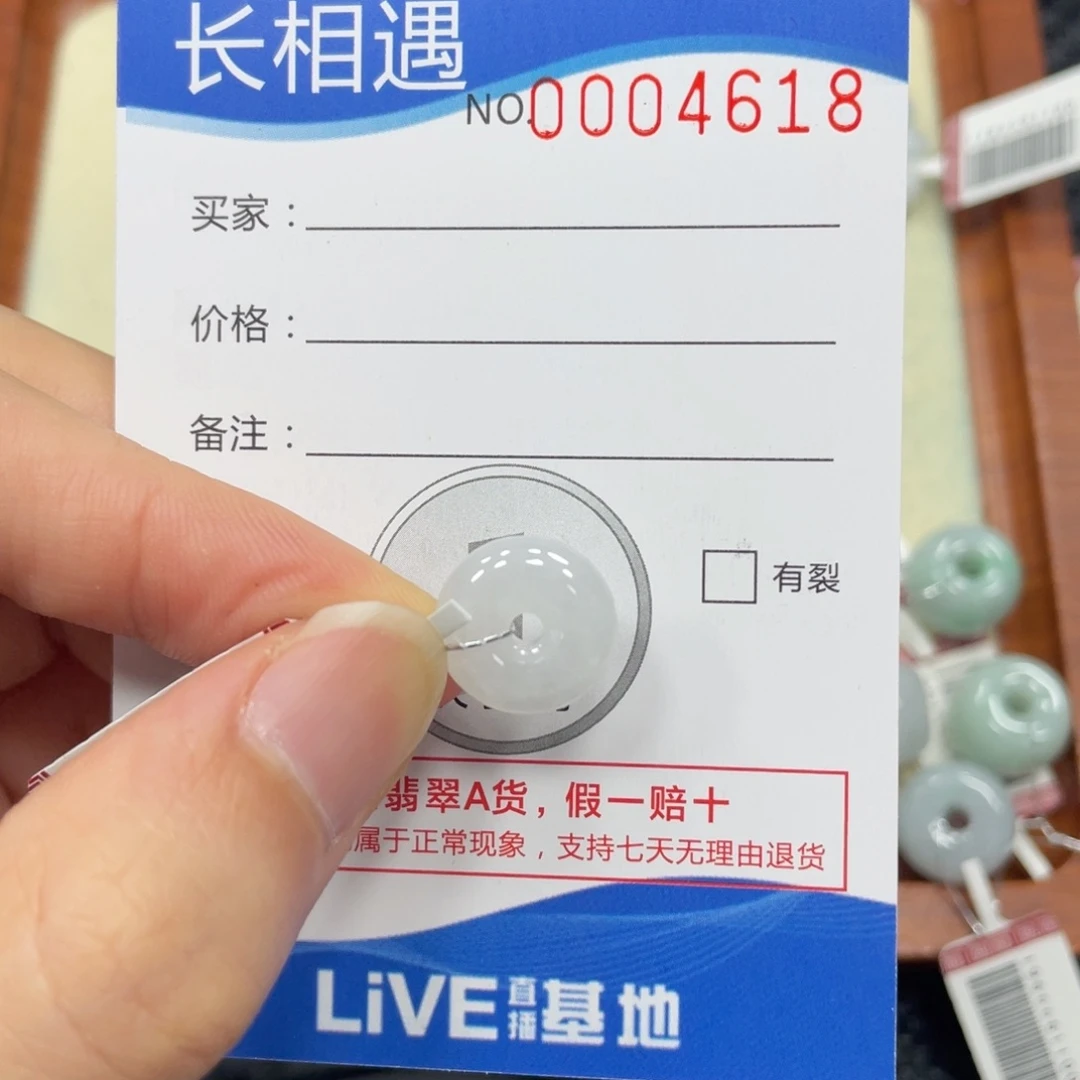 长相遇
NO.0004618
买家：
价格：
备注：
有裂
翡翠A货，假一赔十
属于正常现象，支持七天无理由退货
LiVE直播基地